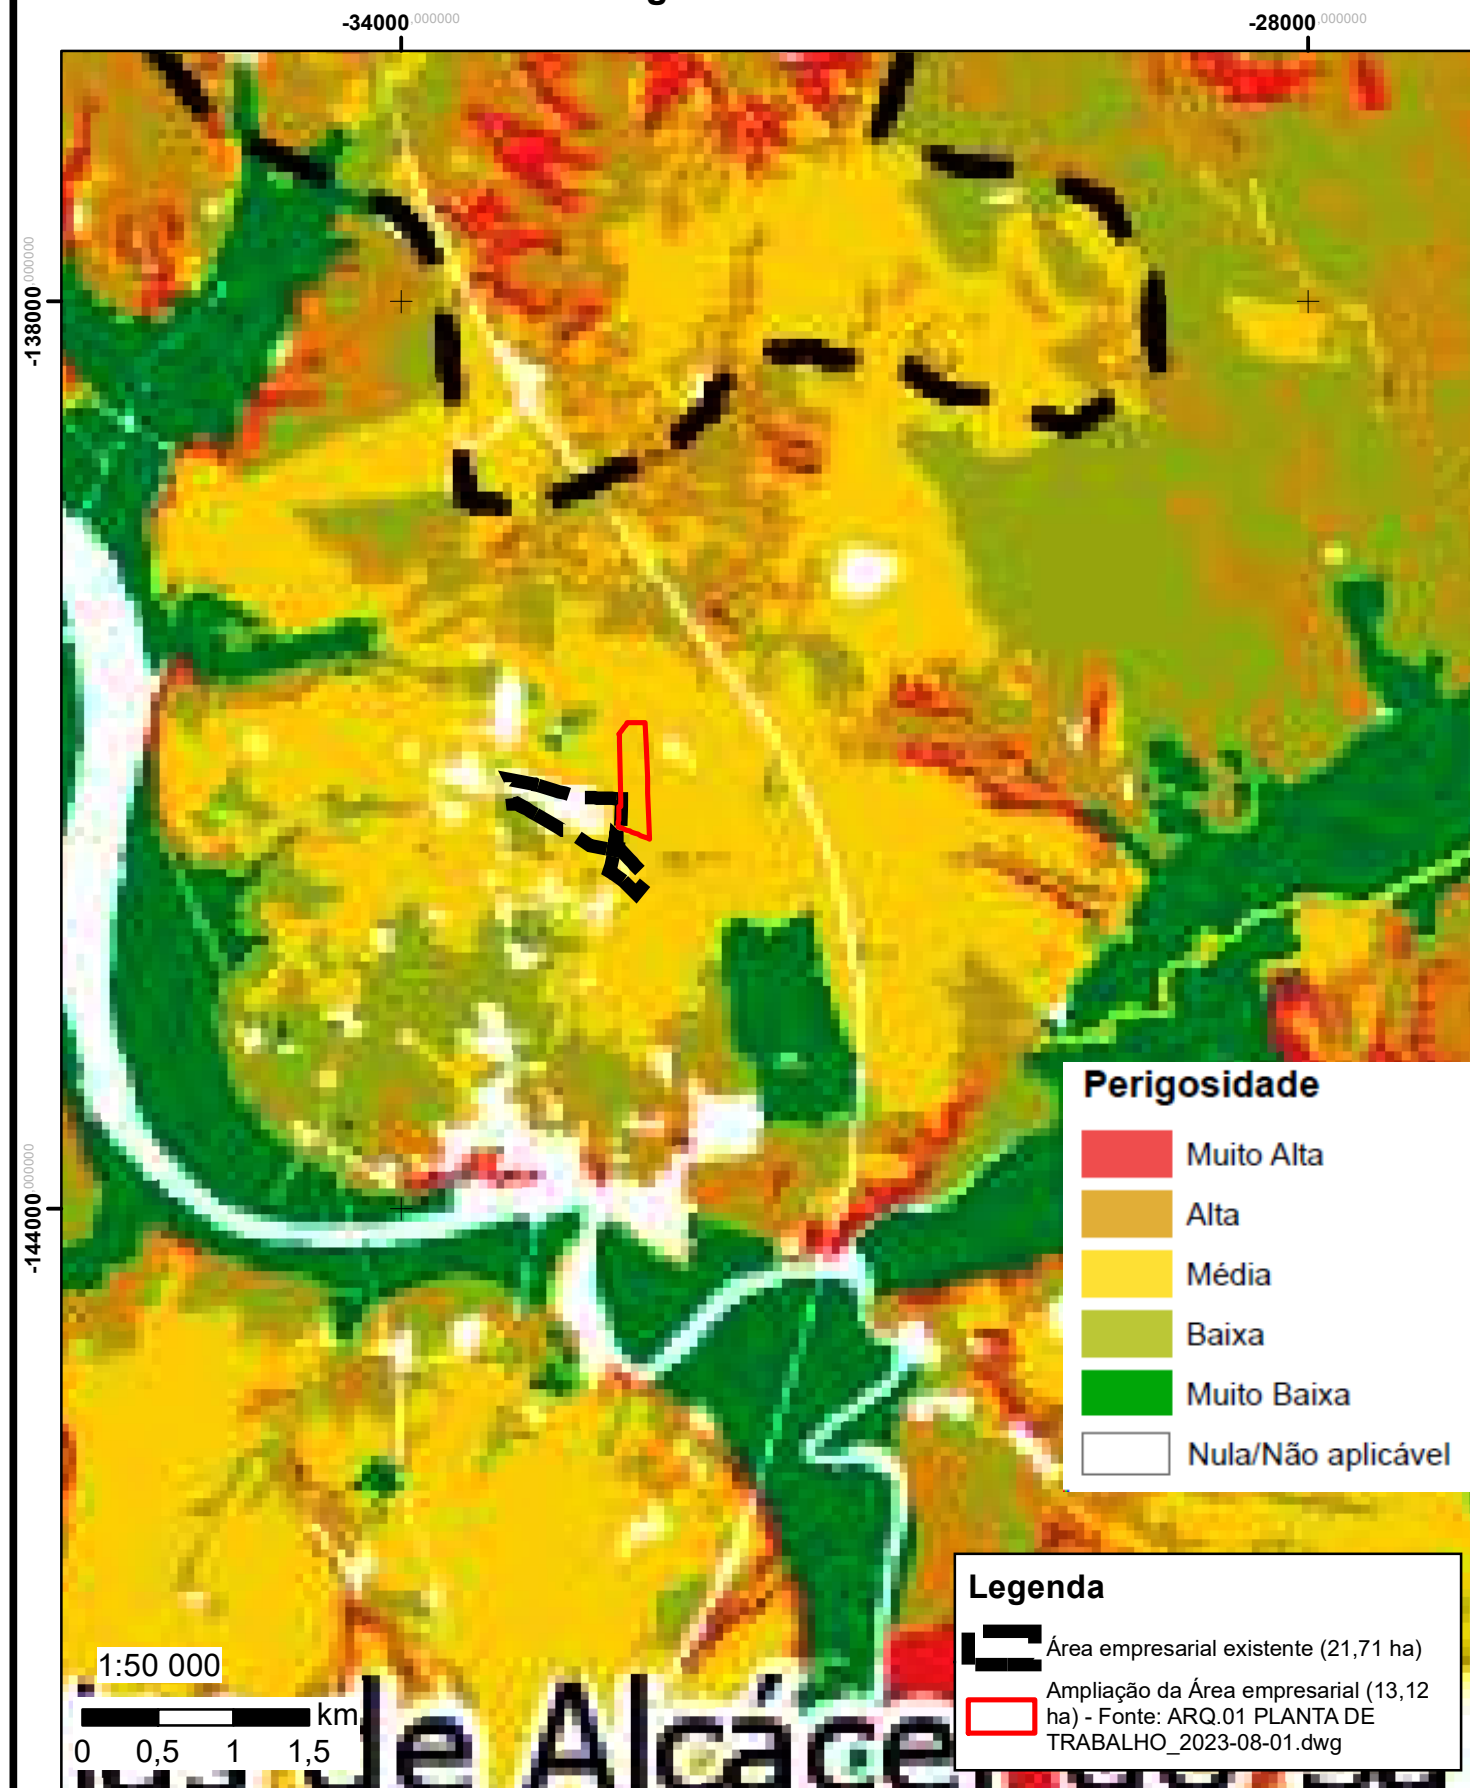 -34000,000000
-28000,000000
-138000,000000
-144000,000000
Perigosidade
Muito Alta
Alta
Média
Baixa
Muito Baixa
Nula/Não aplicável
Legenda
Área empresarial existente (21,71 ha)
Ampliação da Área empresarial (13,12
ha) - Fonte: ARQ.01 PLANTA DE
TRABALHO_2023-08-01.dwg
1:50 000
km
0 0,5 1 1,5
de Alcáce